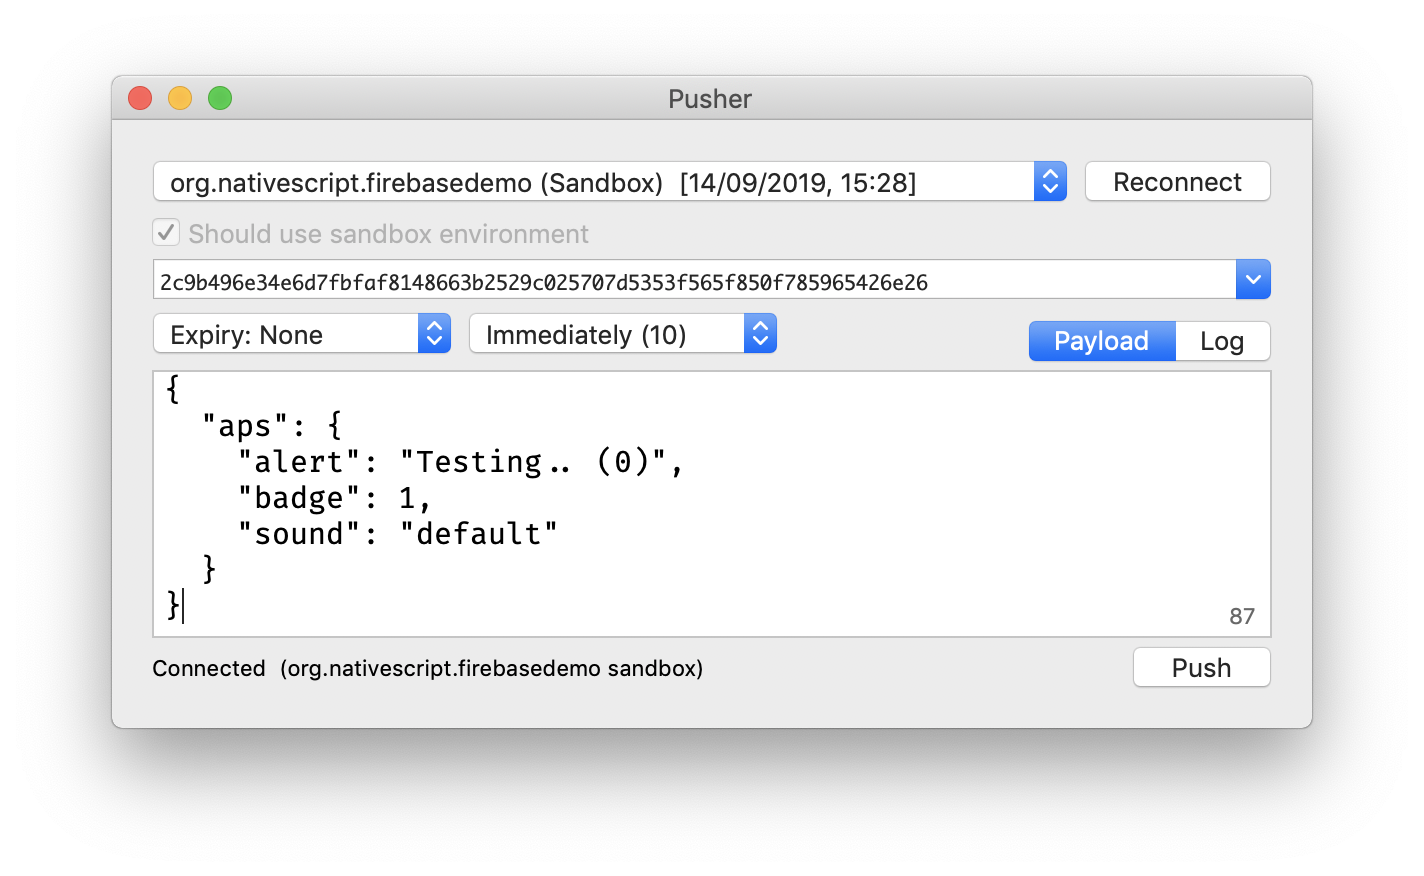 Pusher
org.nativescript.firebasedemo (Sandbox)  [14/09/2019, 15:28]
Reconnect
Should use sandbox environment
2c9b496e34e6d7fbfaf8148663b2529c025707d5353f565f850f785965426e26
Expiry: None
Immediately (10)
Payload
Log
{
  "aps": {
    "alert": "Testing.. (0)",
    "badge": 1,
    "sound": "default"
  }
}
87
Connected  (org.nativescript.firebasedemo sandbox)
Push